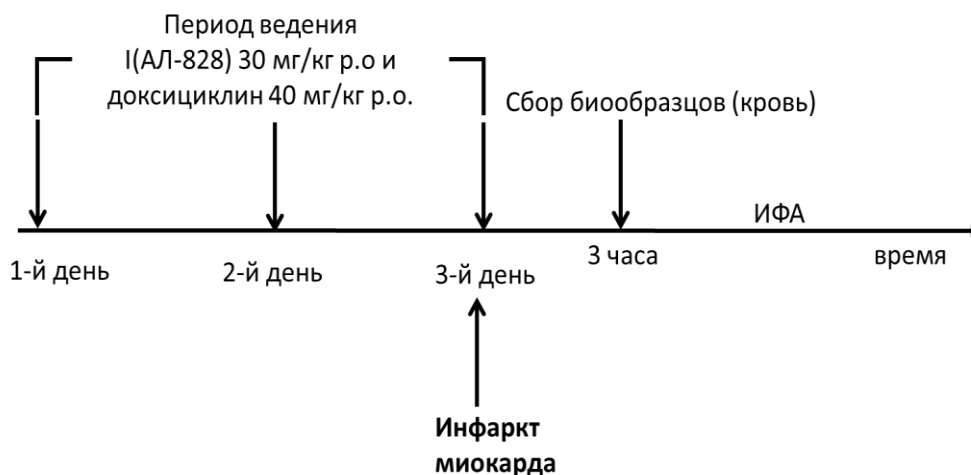 Период ведения
I(АЛ-828) 30 мг/кг р.о и
доксициклин 40 мг/кг р.о.
Сбор биообразцов (кровь)
ИФА
1-й день
2-й день
3-й день
3 часа
время
Инфаркт
миокарда